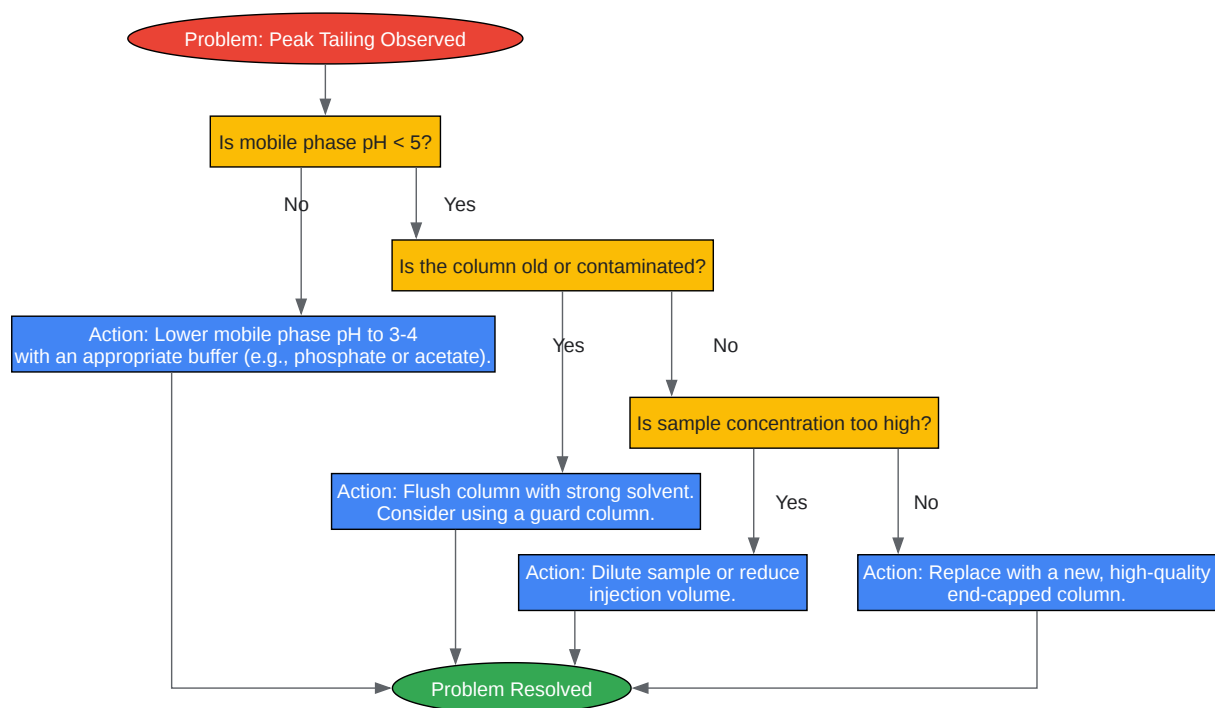 Problem: Peak Tailing Observed
Is mobile phase pH < 5?
No
Yes
Is the column old or contaminated?
Action: Lower mobile phase pH to 3-4
with an appropriate buffer (e.g., phosphate or acetate).
Yes
No
Is sample concentration too high?
Action: Flush column with strong solvent.
Consider using a guard column.
Yes
No
Action: Dilute sample or reduce
injection volume.
Action: Replace with a new, high-quality
end-capped column.
Problem Resolved